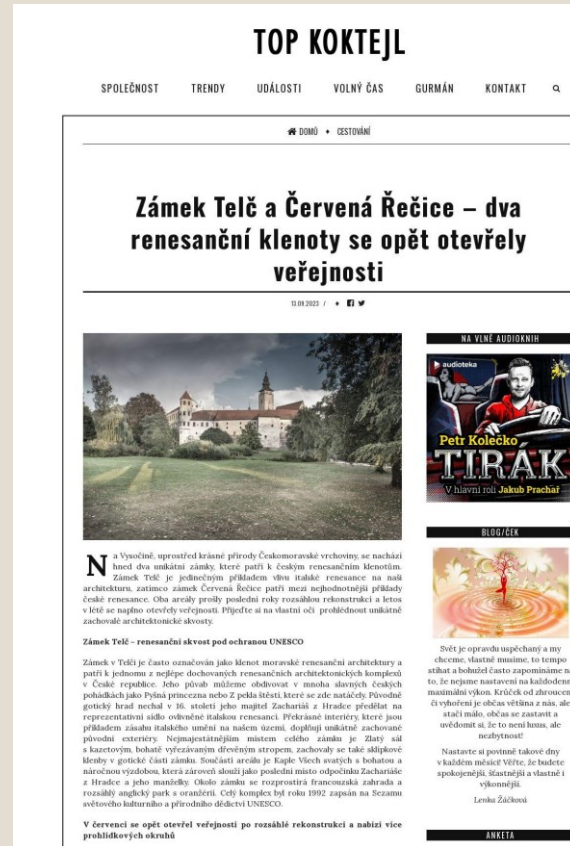 TOP KOKTEJL
SPOLEČNOST TRENDY UDÁLOSTI VOLNÝ ČAS GURMÁN KONTAKT
DOMŮ CESTOVÁNÍ
Zámek Telč a Červená Řečice – dva
renesanční klenoty se opět otevřely
veřejnosti
13.09.2023 /
Na Vysočině, uprostřed krásné přírody Českomoravské vrchoviny, se nachází
hned dva unikátní zámky, které patří k českým renesančním klenotům.
Zámek Telč je jedinečným příkladem vlivu italské renesance na naši
architekturu, zatímco zámek Červená Řečice patří mezi nejhodnotnější příklady
české renesance. Oba areály prošly poslední roky rozsáhlou rekonstrukcí a letos
v létě se naplno otevřely veřejnosti. Přijeďte si na vlastní oči prohlédnout unikátně
zachovalé architektonické skvosty.
Zámek Telč – renesanční skvost pod ochranou UNESCO
Zámek v Telči je často označován jako klenot moravské renesanční architektury a
patří k jednomu z nejlépe dochovaných renesančních architektonických komplexů
v České republice. Jeho půvab můžeme obdivovat v mnoha slavných českých
pohádkách jako Pyšná princezna nebo Z pekla štěstí, které se zde natáčely. Původně
gotický hrad nechal v 16. století jeho majitel Zachariáš z Hradce předělat na
reprezentativní sídlo ovlivněné italskou renesancí. Překrásné interiéry, které jsou
příkladem zásahu italského umění na našem území, doplňují unikátně zachované
původní exteriéry. Nejmajestátnějším místem celého zámku je Zlatý sál
s kazetovým, bohatě vyřezávaným dřevěným stropem, zachovaly se také sklípkové
klenby v gotické části zámku. Součástí areálu je Kaple Všech svatých s bohatou a
náročnou výzdobou, která zároveň slouží jako poslední místo odpočinku Zachariáše
z Hradce a jeho manželky. Okolo zámku se rozprostírá francouzská zahrada a
rozsáhlý anglický park s oranžérií. Celý komplex byl roku 1992 zapsán na Sezamu
světového kulturního a přírodního dědictví UNESCO.
V červenci se opět otevřel veřejnosti po rozsáhlé rekonstrukci a nabízí více
prohlídkových okruhů
NA VLNĚ AUDIOKNIH
audioteka
Petr Kolečko
TIRÁK
V hlavní roli Jakub Prachař
BLOG/ČEK
Svět je opravdu uspěchaný a my
chceme, vlastně musíme, to tempo
stíhat a bohužel často zapomínáme na
to, že nejsme nastaveni na každodenní
maximální výkon. Krůček od zhroucení
či vyhoření je občas většina z nás, ale
stačí málo, občas se zastavit a
uvědomit si, že to není luxus, ale
nezbytnost!
Nastavte si povinně takové dny
v každém měsíci! Věřte, že budete
spokojenější, šťastnější a vlastně i
výkonnější.
Lenka Žáčková
ANKETA